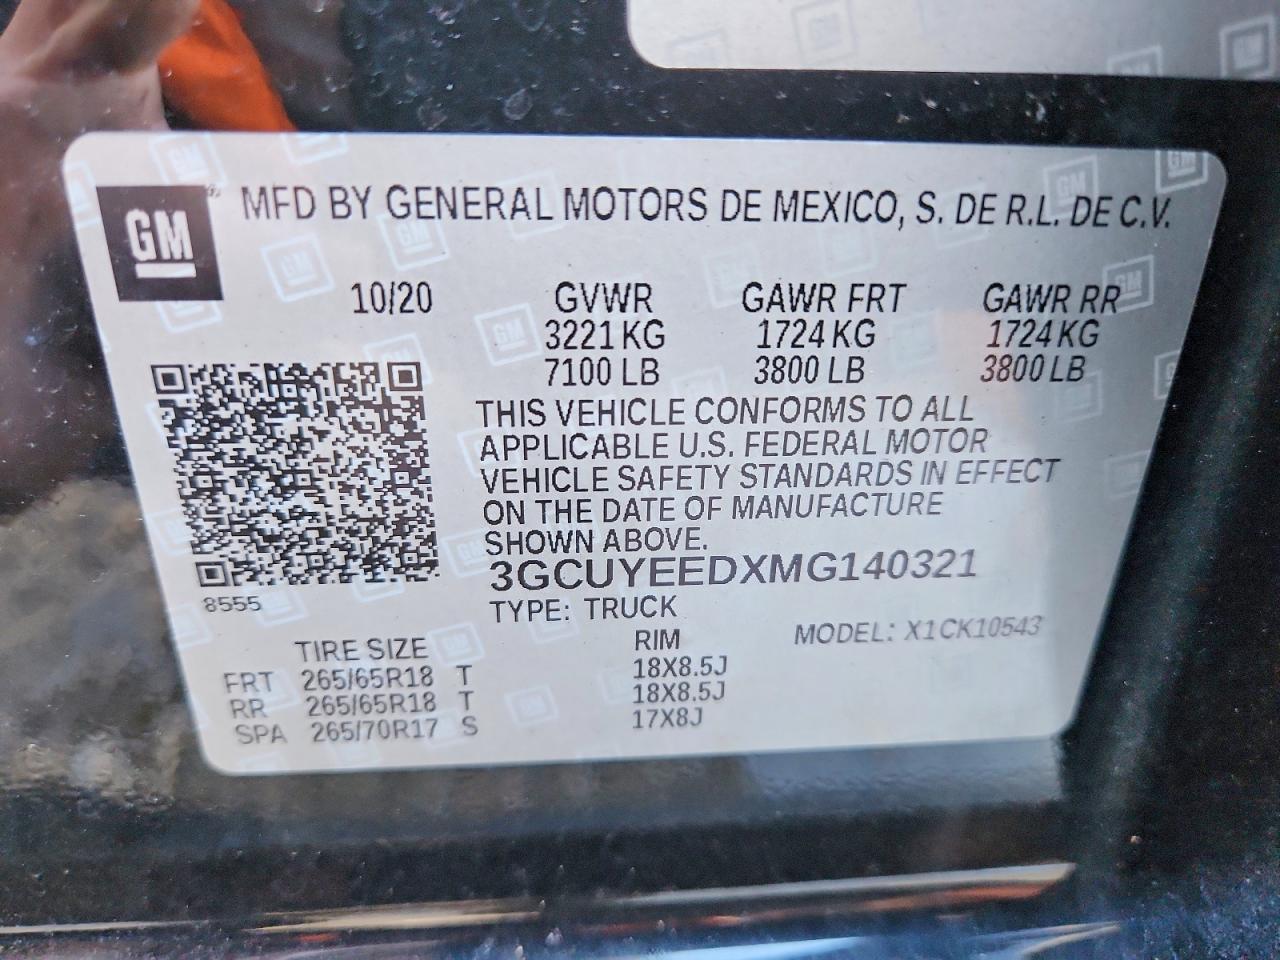 GM MFD BY GENERAL MOTORS DE MEXICO, S. DE R.L. DE C.V.
10/20 GVWR GAWR FRT GAWR RR
3221 KG 1724 KG 1724 KG
7100 LB 3800 LB 3800 LB
THIS VEHICLE CONFORMS TO ALL
APPLICABLE U.S. FEDERAL MOTOR
VEHICLE SAFETY STANDARDS IN EFFECT
ON THE DATE OF MANUFACTURE
SHOWN ABOVE.
3GCUYEEDXMG140321
8555
TYPE: TRUCK
MODEL: X1CK10543
TIRE SIZE RIM
FRT 265/65R18 T 18X8.5J
RR 265/65R18 T 18X8.5J
SPA 265/70R17 S 17X8J